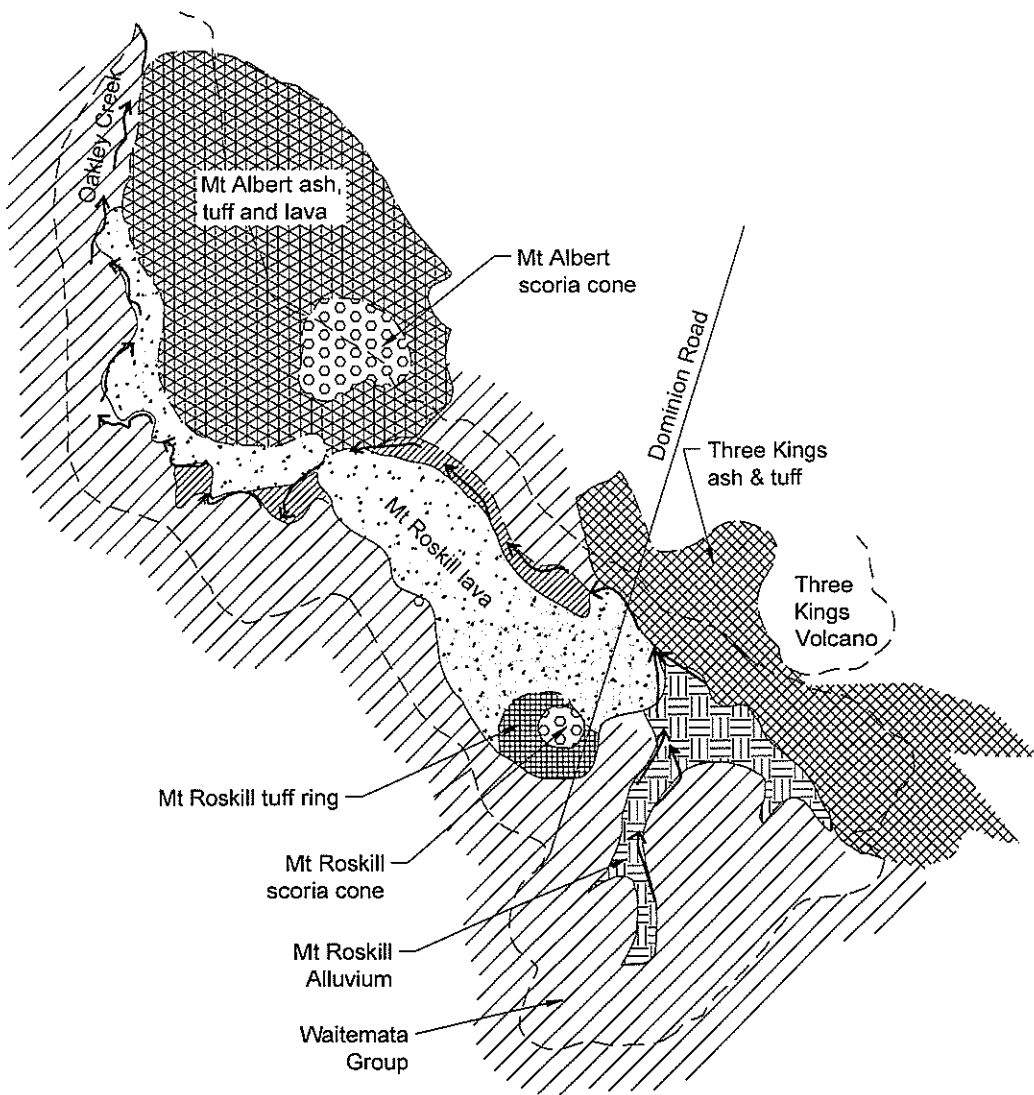 Oakley Creek
Mt Albert ash,
tuff and lava
Mt Albert
scoria cone
Dominion Road
Three Kings
ash & tuff
Mt Roskill lava
Three
Kings
Volcano
Mt Roskill tuff ring
Mt Roskill
scoria cone
Mt Roskill
Alluvium
Waitemata
Group